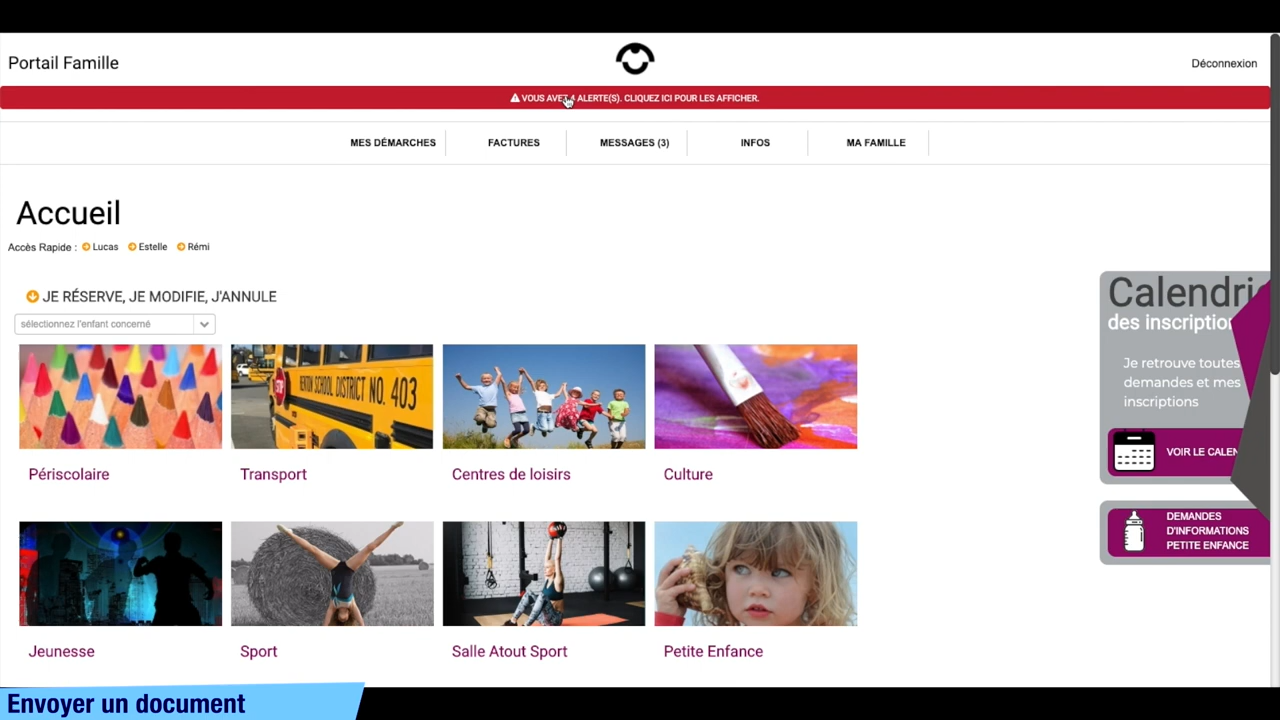 Portail Famille
Déconnexion
VOUS AVEZ 4 ALERTE(S). CLIQUEZ ICI POUR LES AFFICHER.
MES DÉMARCHES
FACTURES
MESSAGES (3)
INFOS
MA FAMILLE
Accueil
Accès Rapide : Lucas Estelle Rémi
JE RÉSERVE, JE MODIFIE, J'ANNULE
sélectionnez l'enfant concerné
STOP
RENTON SCHOOL DISTRICT NO. 403
Périscolaire
Transport
Centres de loisirs
Culture
Jeunesse
Sport
Salle Atout Sport
Petite Enfance
Calendri
des inscription
Je retrouve toutes
demandes et mes
inscriptions
VOIR LE CALEN
DEMANDES
D'INFORMATIONS
PETITE ENFANCE
Envoyer un document